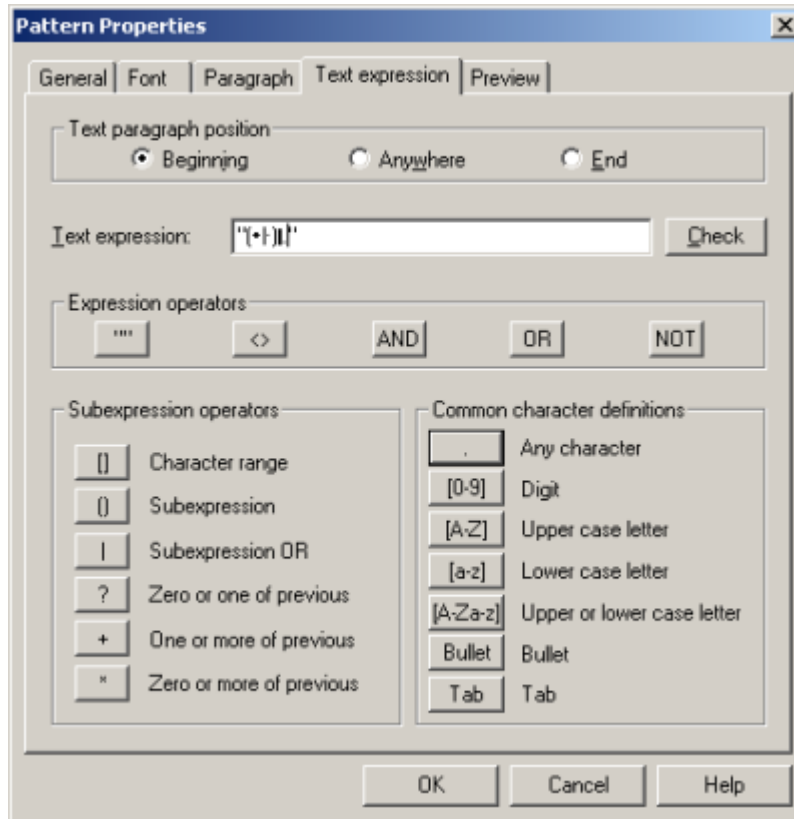 Pattern Properties
General Font Paragraph Text expression Preview
Text paragraph position
Beginning Anywhere End
Text expression: Check
Expression operators
"" <> AND OR NOT
Subexpression operators
[] Character range
() Subexpression
| Subexpression OR
? Zero or one of previous
+ One or more of previous
* Zero or more of previous
Common character definitions
. Any character
[0-9] Digit
[A-Z] Upper case letter
[a-z] Lower case letter
[A-Za-z] Upper or lower case letter
Bullet Bullet
Tab Tab
OK Cancel Help